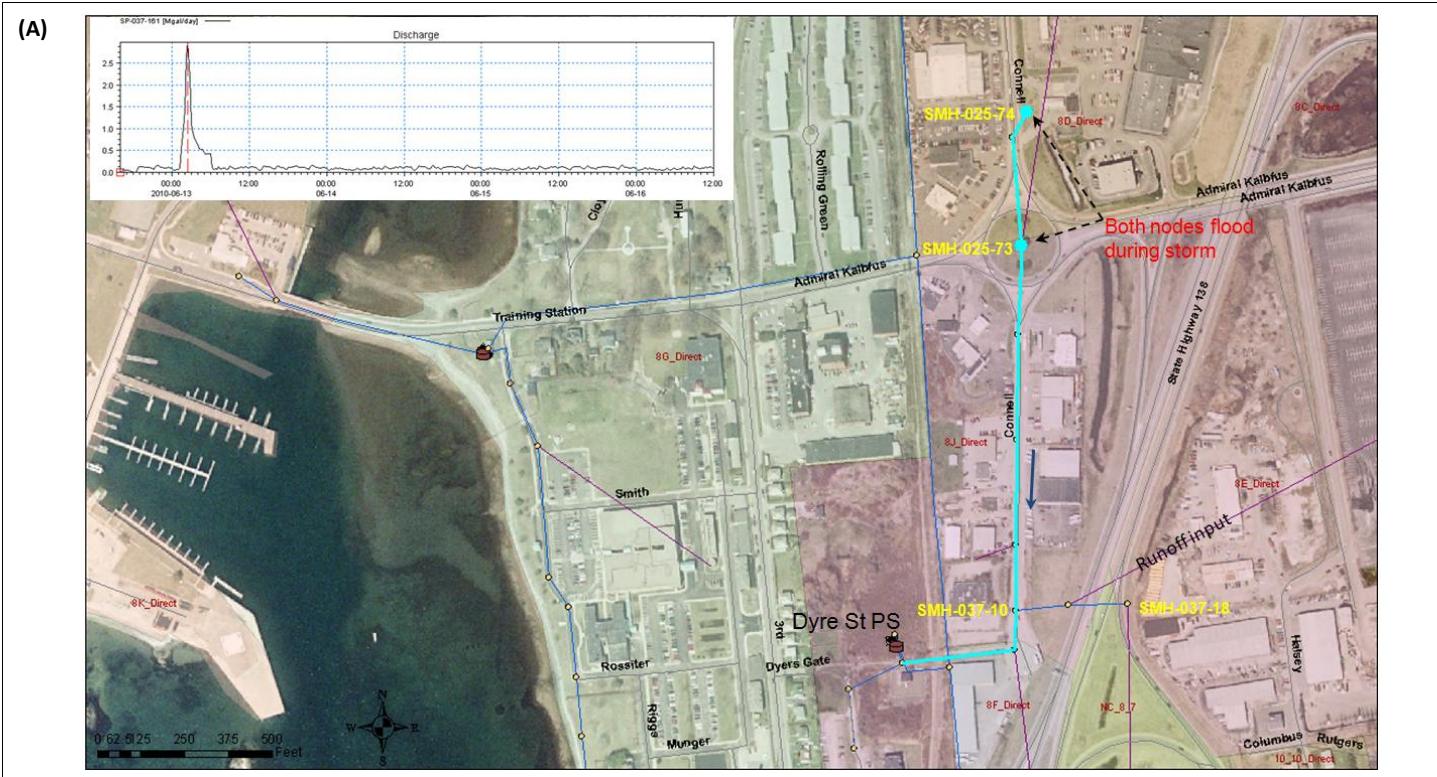 (A)
SP-037-161 [Mgal/day]
Discharge
2.5
2.0
1.5
1.0
0.5
0.0
00:00 12:00 00:00 12:00 00:00 12:00 00:00 12:00
2010-06-13 06-14 06-15 06-16
Connell
SMH-025-74
8D_Direct
8C_Direct
Rolling Green
Admiral Kalbfus
Admiral Kalbfus
Both nodes flood
during storm
SMH-025-73
Admiral Kalbfus
Training Station
State Highway 138
8G_Direct
Connell
8J_Direct
8E_Direct
Smith
Runoff input
8K_Direct
SMH-037-10
SMH-037-18
Dyre St PS
3rd
Halsey
Rossiter
Dyers Gate
Riggs
8F_Direct
NC_8_7
Munger
Columbus
Rutgers
10_10_Direct
N
W E
S
0 62.5125 250 375 500
Feet